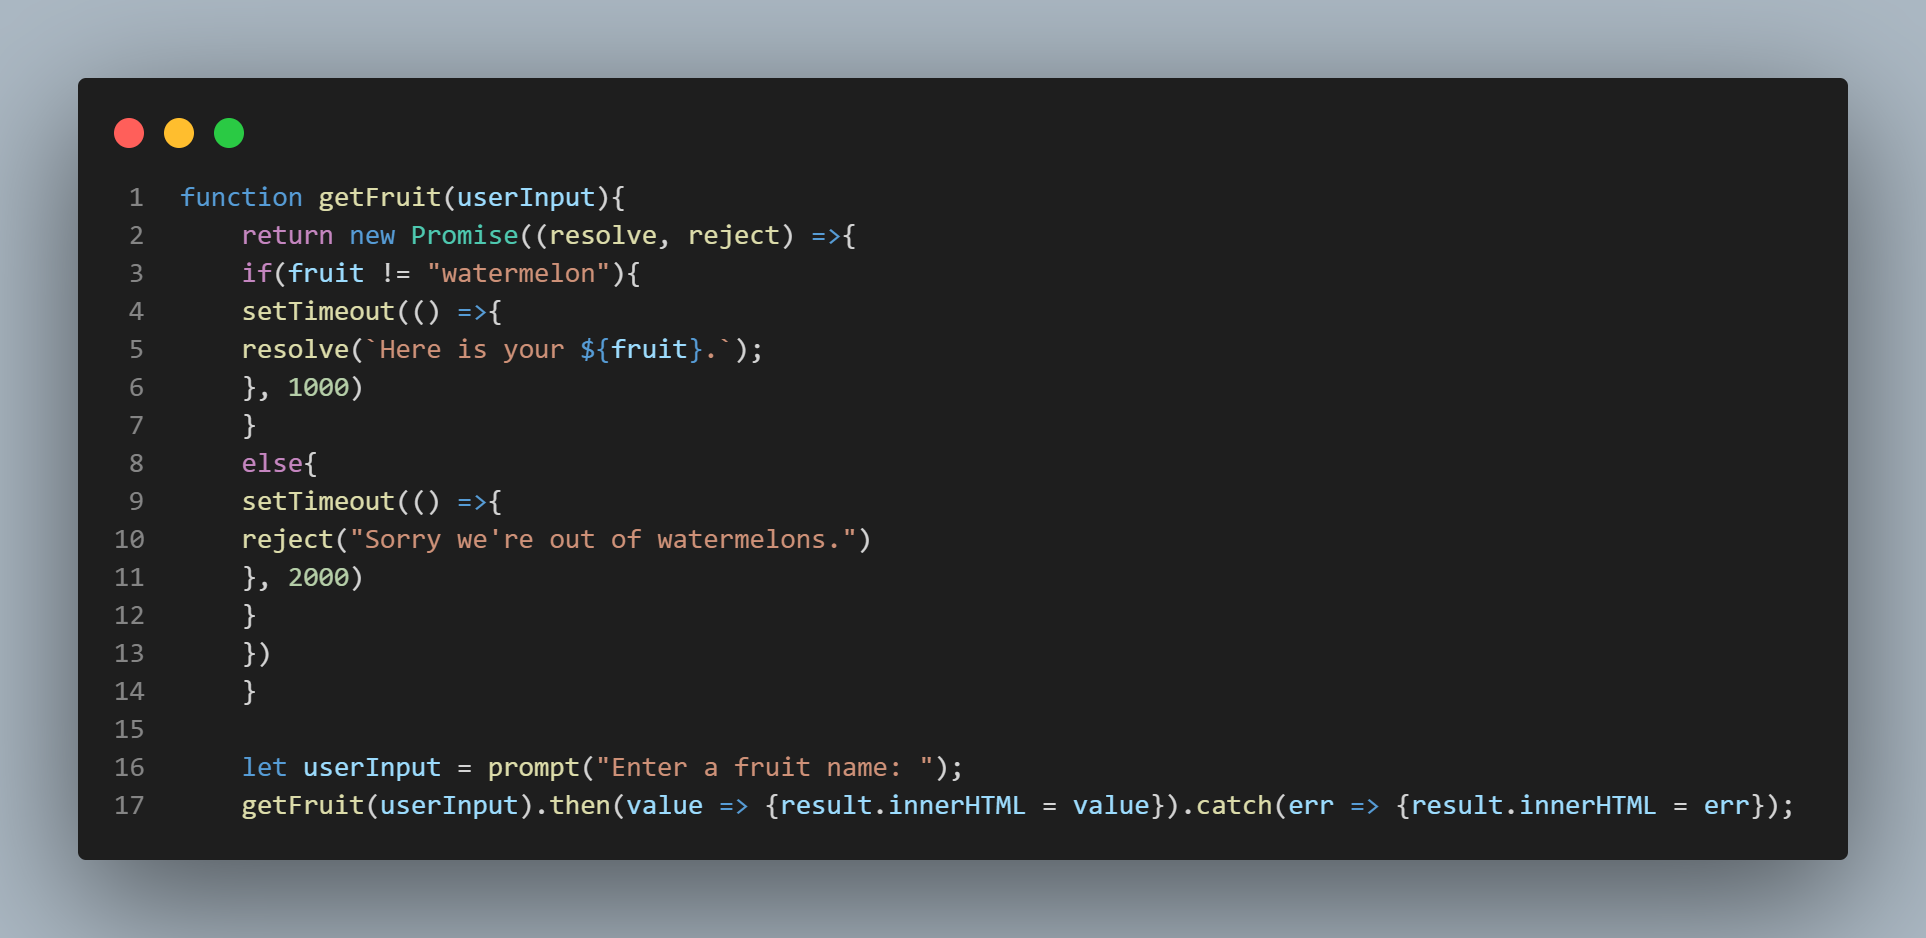 1 function getFruit(userInput){
2     return new Promise((resolve, reject) =>{
3     if(fruit != "watermelon"){
4     setTimeout(() =>{
5     resolve(`Here is your ${fruit}.`);
6     }, 1000)
7     }
8     else{
9     setTimeout(() =>{
10     reject("Sorry we're out of watermelons.")
11     }, 2000)
12     }
13     })
14     }
15
16     let userInput = prompt("Enter a fruit name: ");
17     getFruit(userInput).then(value => {result.innerHTML = value}).catch(err => {result.innerHTML = err});